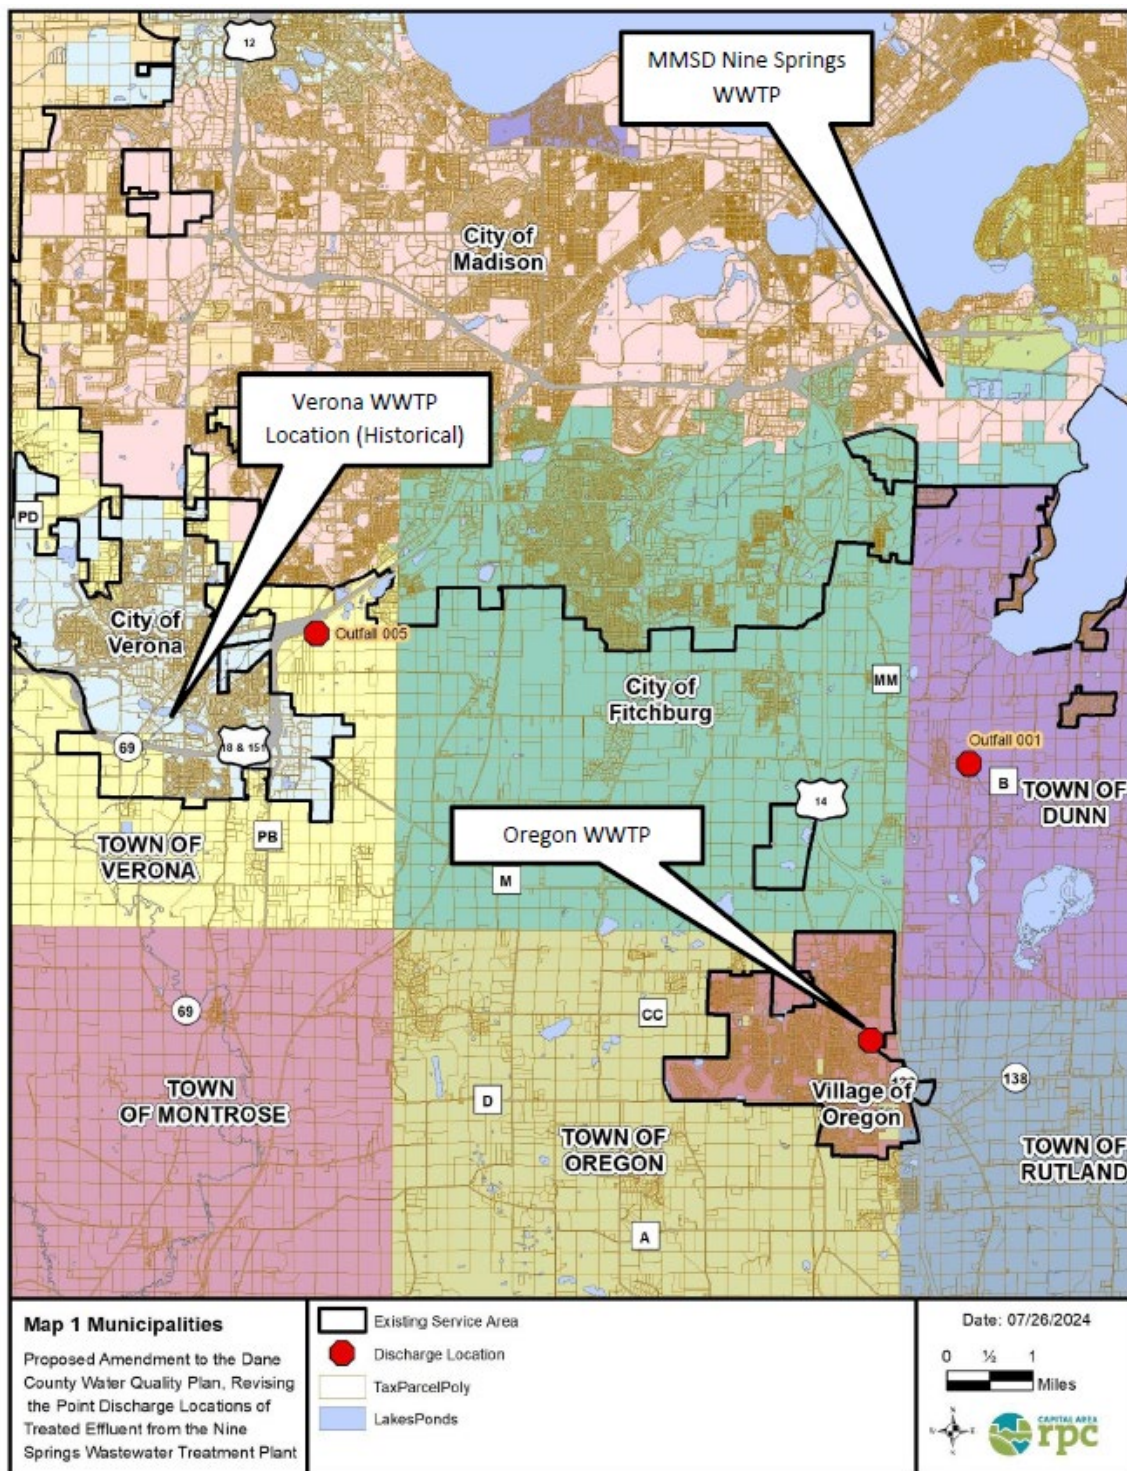 12
MMSD Nine Springs
WWTP
City of
Madison
Verona WWTP
Location (Historical)
PD
City of
Verona
Outfall 005
City of
Fitchburg
MM
69
18 & 151
Outfall 001
B
TOWN OF
DUNN
14
TOWN OF
VERONA
PB
Oregon WWTP
M
69
CC
TOWN
OF MONTROSE
D
Village of
Oregon
138
TOWN OF
OREGON
TOWN OF
RUTLAND
A
Map 1 Municipalities
Proposed Amendment to the Dane
County Water Quality Plan, Revising
the Point Discharge Locations of
Treated Effluent from the Nine
Springs Wastewater Treatment Plant
Existing Service Area
Discharge Location
TaxParcelPoly
LakesPonds
Date: 07/26/2024
0 ½ 1
Miles
N
W E
S
CAPITAL AREA
rpc